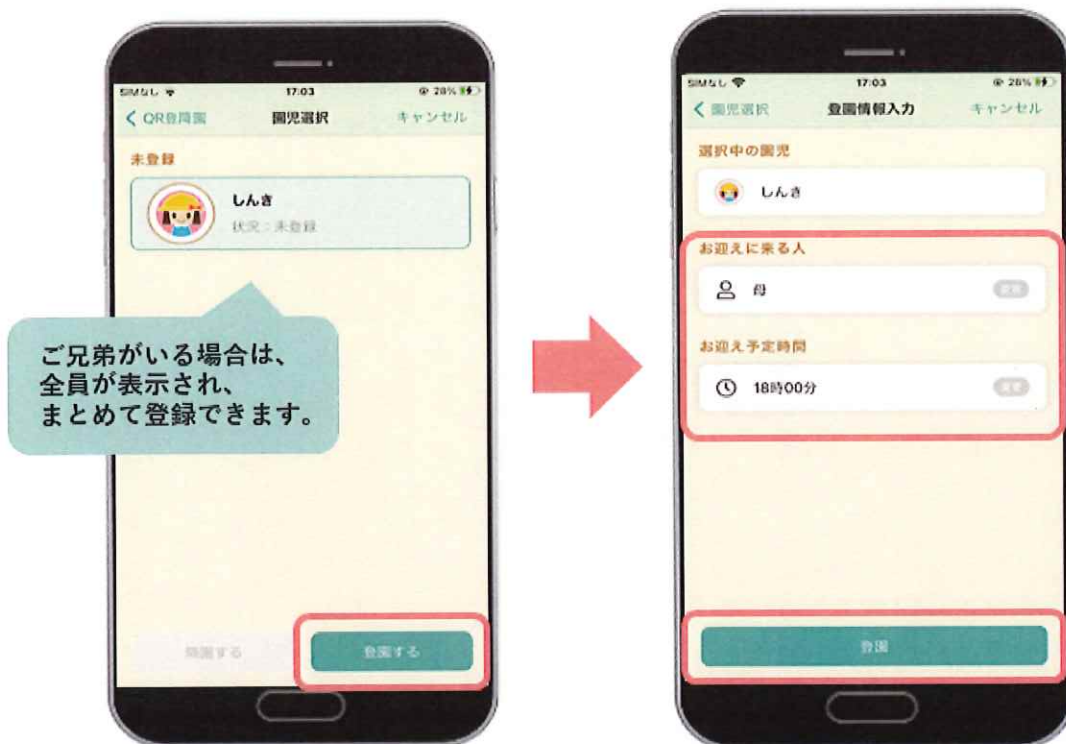 SIMなし 17:03 28%
QR登降園 園児選択 キャンセル
未登録
しんき
状況：未登録
ご兄弟がいる場合は、
全員が表示され、
まとめて登録できます。
降園する 登園する
SIMなし 17:03 28%
園児選択 登園情報入力 キャンセル
選択中の園児
しんき
お迎えに来る人
母 変更
お迎え予定時間
18時00分 変更
登園